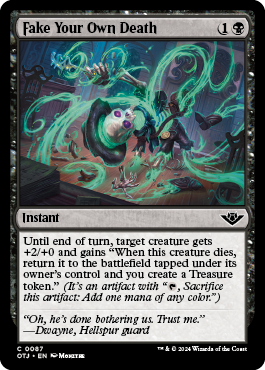 Fake Your Own Death 1
Instant
Until end of turn, target creature gets
+2/+0 and gains “When this creature dies,
return it to the battlefield tapped under its
owner’s control and you create a Treasure
token.” (It’s an artifact with “, Sacrifice
this artifact: Add one mana of any color.”)
“Oh, he’s done bothering us. Trust me.”
—Dwayne, Hellspur guard
C 0087
OTJ • EN Monztre
™ & © 2024 Wizards of the Coast